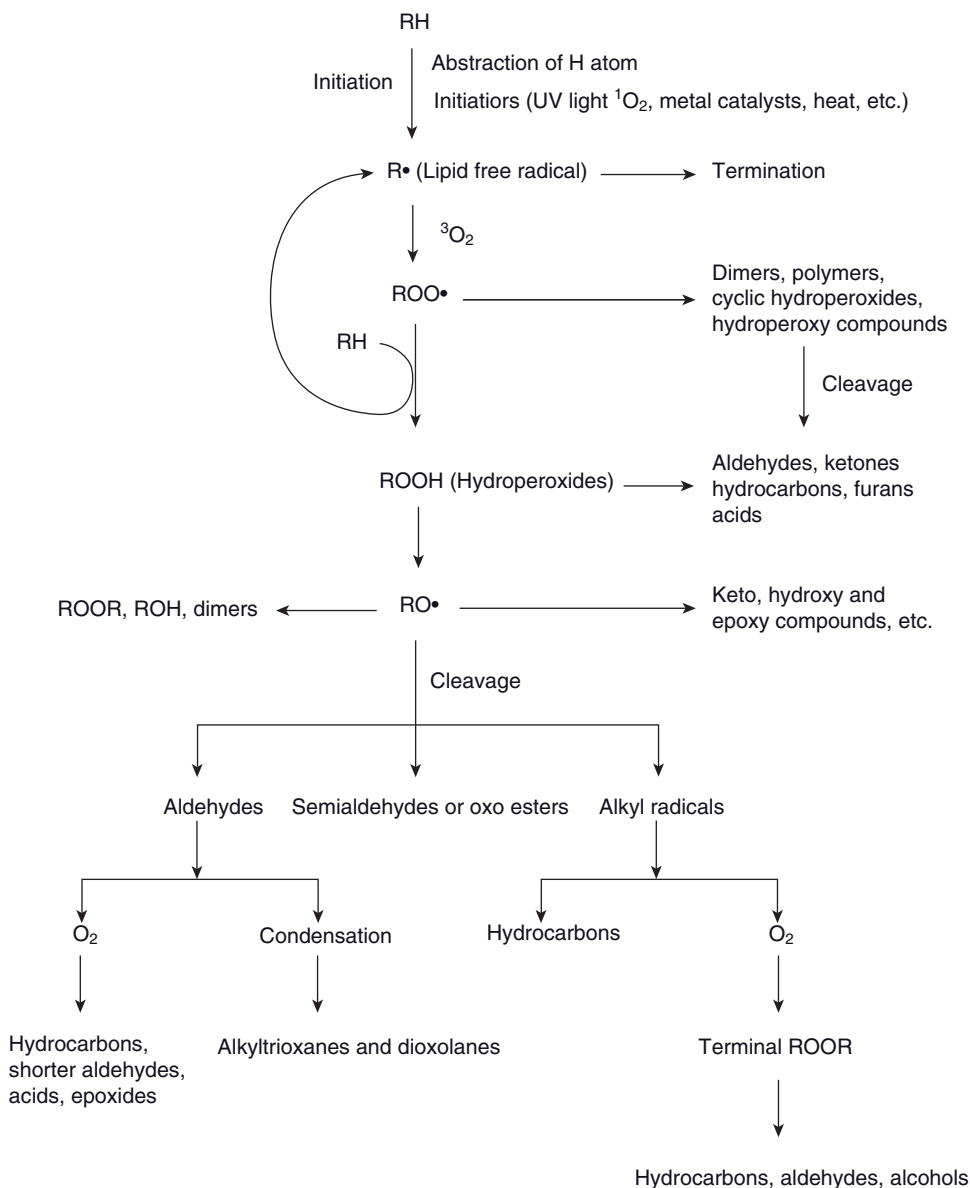 RH
Initiation
Abstraction of H atom
Initiatiors (UV light ¹O₂, metal catalysts, heat, etc.)
R• (Lipid free radical)
Termination
³O₂
ROO•
Dimers, polymers,
cyclic hydroperoxides,
hydroperoxy compounds
RH
Cleavage
ROOH (Hydroperoxides)
Aldehydes, ketones
hydrocarbons, furans
acids
ROOR, ROH, dimers
RO•
Keto, hydroxy and
epoxy compounds, etc.
Cleavage
Aldehydes
Semialdehydes or oxo esters
Alkyl radicals
O₂
Condensation
Hydrocarbons
O₂
Hydrocarbons,
shorter aldehydes,
acids, epoxides
Alkyltrioxanes and dioxolanes
Terminal ROOR
Hydrocarbons, aldehydes, alcohols